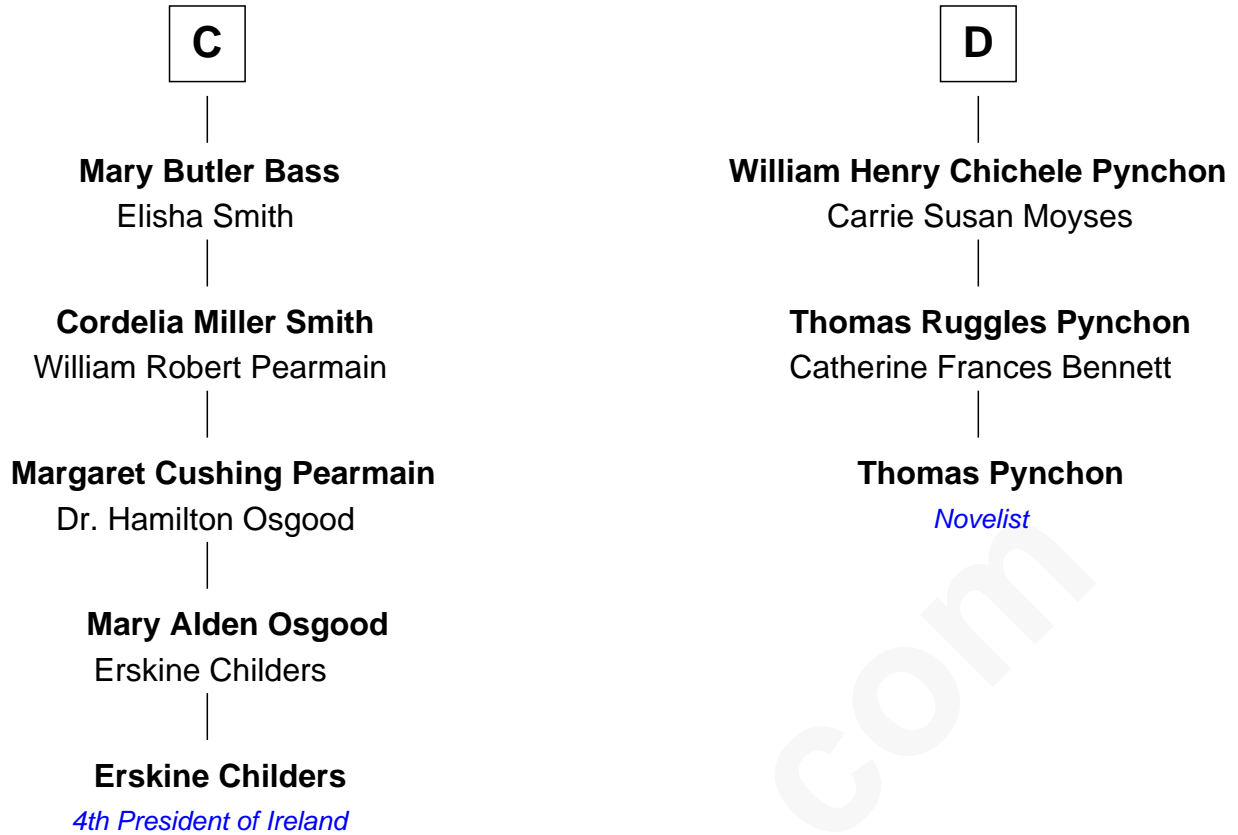 C
Mary Butler Bass
Elisha Smith
Cordelia Miller Smith
William Robert Pearmain
Margaret Cushing Pearmain
Dr. Hamilton Osgood
Mary Alden Osgood
Erskine Childers
Erskine Childers
4th President of Ireland
D
William Henry Chichele Pynchon
Carrie Susan Moyses
Thomas Ruggles Pynchon
Catherine Frances Bennett
Thomas Pynchon
Novelist
com